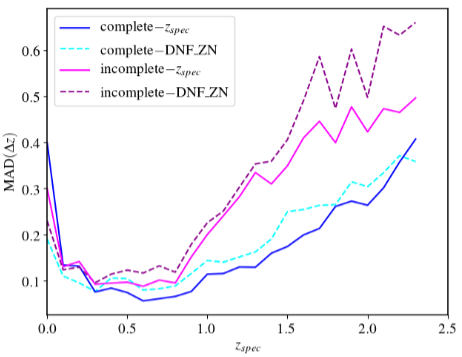 complete−z_spec
complete−DNF_ZN
incomplete−z_spec
incomplete−DNF_ZN
MAD(Δz)
0.6
0.5
0.4
0.3
0.2
0.1
0.0 0.5 1.0 1.5 2.0 2.5
z_spec